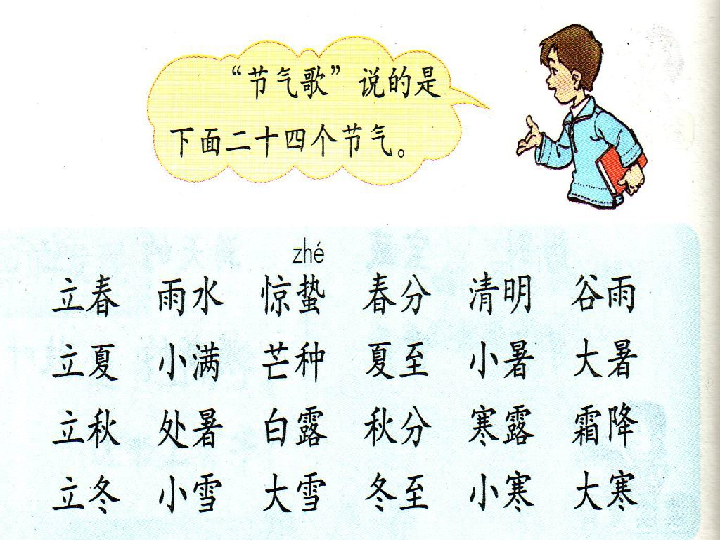 “节气歌”说的是
下面二十四个节气。
zhé
立春 雨水 惊蛰 春分 清明 谷雨
立夏 小满 芒种 夏至 小暑 大暑
立秋 处暑 白露 秋分 寒露 霜降
立冬 小雪 大雪 冬至 小寒 大寒